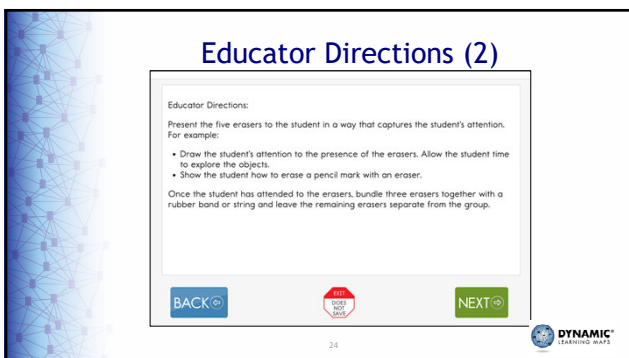 Educator Directions (2)
Educator Directions:
Present the five erasers to the student in a way that captures the student's attention.
For example:
• Draw the student's attention to the presence of the erasers. Allow the student time
to explore the objects.
• Show the student how to erase a pencil mark with an eraser.
Once the student has attended to the erasers, bundle three erasers together with a
rubber band or string and leave the remaining erasers separate from the group.
BACK
EXIT
DOES
NOT
SAVE
NEXT
24
DYNAMIC®
LEARNING MAPS